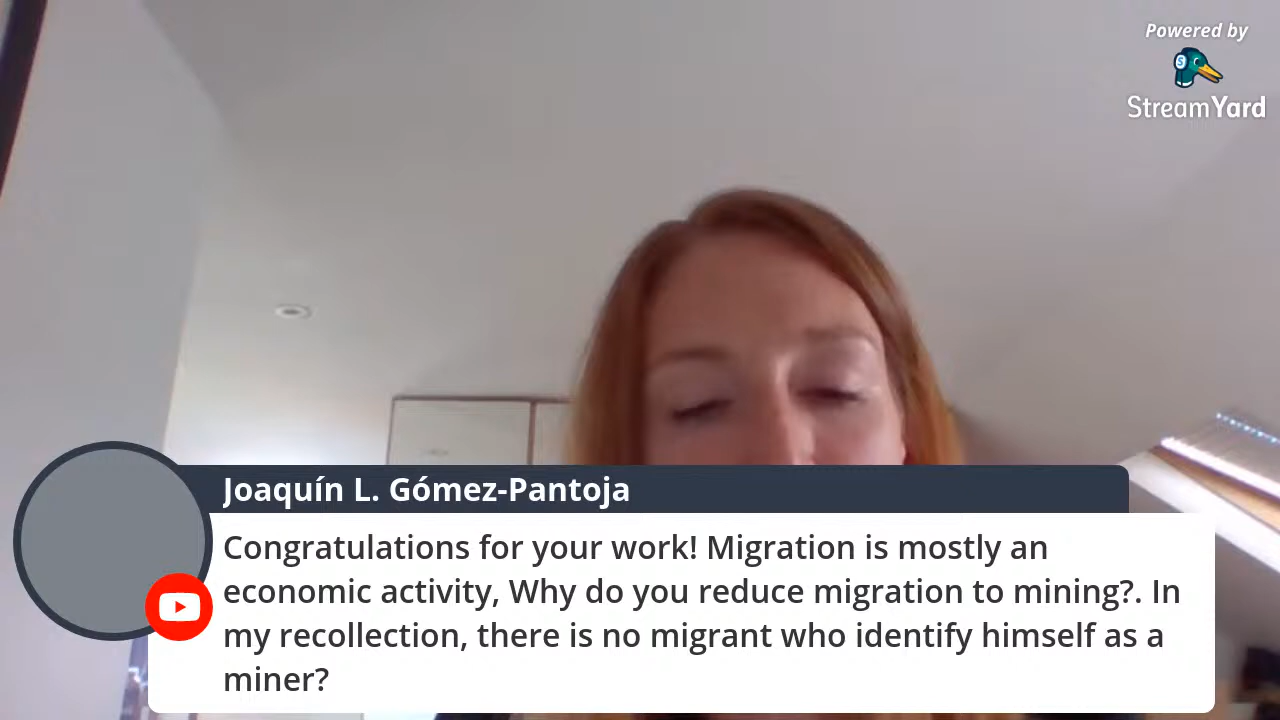 Powered by
StreamYard
Joaquín L. Gómez-Pantoja
Congratulations for your work! Migration is mostly an
economic activity, Why do you reduce migration to mining?. In
my recollection, there is no migrant who identify himself as a
miner?